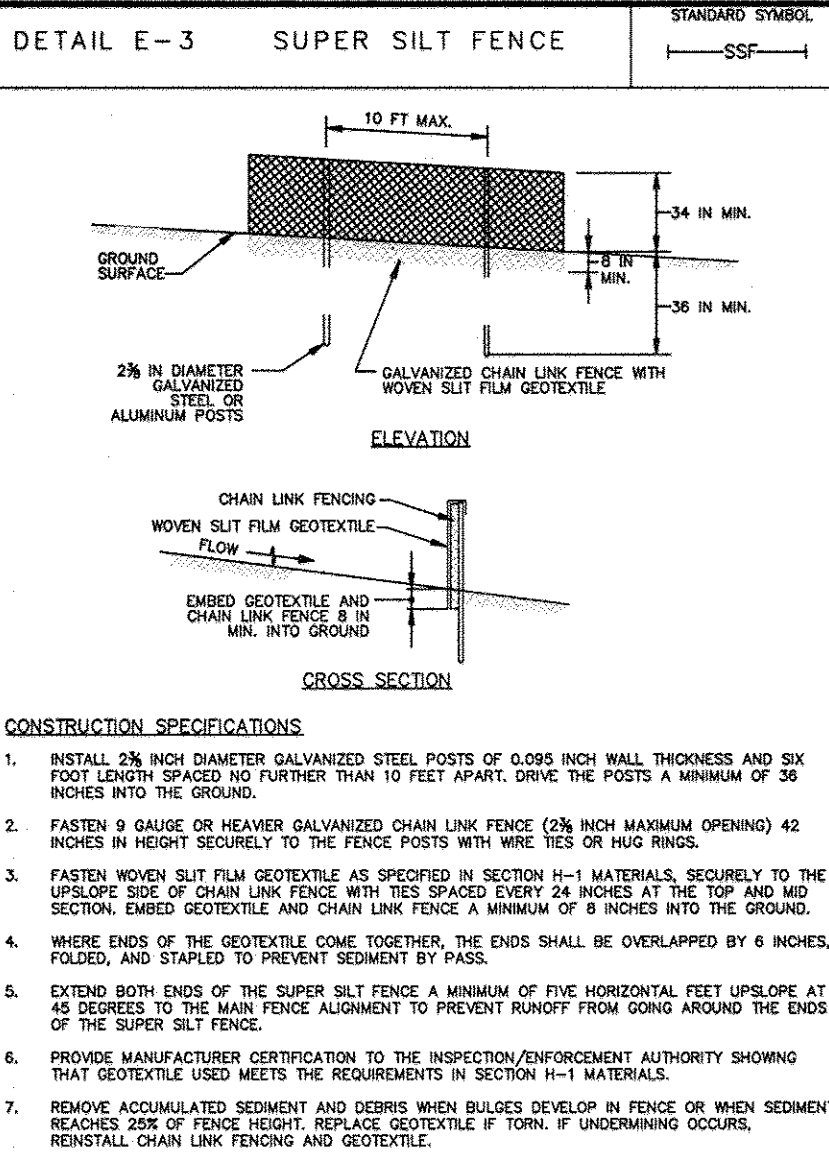 DETAIL E-3 SUPER SILT FENCE
STANDARD SYMBOL
SSF
10 FT MAX.
34 IN MIN.
GROUND
SURFACE
8 IN
MIN.
36 IN MIN.
2⅜ IN DIAMETER
GALVANIZED
STEEL OR
ALUMINUM POSTS
GALVANIZED CHAIN LINK FENCE WITH
WOVEN SLIT FILM GEOTEXTILE
ELEVATION
CHAIN LINK FENCING
WOVEN SLIT FILM GEOTEXTILE
FLOW
EMBED GEOTEXTILE AND
CHAIN LINK FENCE 8 IN
MIN. INTO GROUND
CROSS SECTION
CONSTRUCTION SPECIFICATIONS
1. INSTALL 2⅜ INCH DIAMETER GALVANIZED STEEL POSTS OF 0.095 INCH WALL THICKNESS AND SIX
FOOT LENGTH SPACED NO FURTHER THAN 10 FEET APART. DRIVE THE POSTS A MINIMUM OF 36
INCHES INTO THE GROUND.
2. FASTEN 9 GAUGE OR HEAVIER GALVANIZED CHAIN LINK FENCE (2⅜ INCH MAXIMUM OPENING) 42
INCHES IN HEIGHT SECURELY TO THE FENCE POSTS WITH WIRE TIES OR HUG RINGS.
3. FASTEN WOVEN SLIT FILM GEOTEXTILE AS SPECIFIED IN SECTION H-1 MATERIALS, SECURELY TO THE
UPSLOPE SIDE OF CHAIN LINK FENCE WITH TIES SPACED EVERY 24 INCHES AT THE TOP AND MID
SECTION. EMBED GEOTEXTILE AND CHAIN LINK FENCE A MINIMUM OF 8 INCHES INTO THE GROUND.
4. WHERE ENDS OF THE GEOTEXTILE COME TOGETHER, THE ENDS SHALL BE OVERLAPPED BY 6 INCHES,
FOLDED, AND STAPLED TO PREVENT SEDIMENT BY PASS.
5. EXTEND BOTH ENDS OF THE SUPER SILT FENCE A MINIMUM OF FIVE HORIZONTAL FEET UPSLOPE AT
45 DEGREES TO THE MAIN FENCE ALIGNMENT TO PREVENT RUNOFF FROM GOING AROUND THE ENDS
OF THE SUPER SILT FENCE.
6. PROVIDE MANUFACTURER CERTIFICATION TO THE INSPECTION/ENFORCEMENT AUTHORITY SHOWING
THAT GEOTEXTILE USED MEETS THE REQUIREMENTS IN SECTION H-1 MATERIALS.
7. REMOVE ACCUMULATED SEDIMENT AND DEBRIS WHEN BULGES DEVELOP IN FENCE OR WHEN SEDIMENT
REACHES 25% OF FENCE HEIGHT. REPLACE GEOTEXTILE IF TORN. IF UNDERMINING OCCURS,
REINSTALL CHAIN LINK FENCING AND GEOTEXTILE.